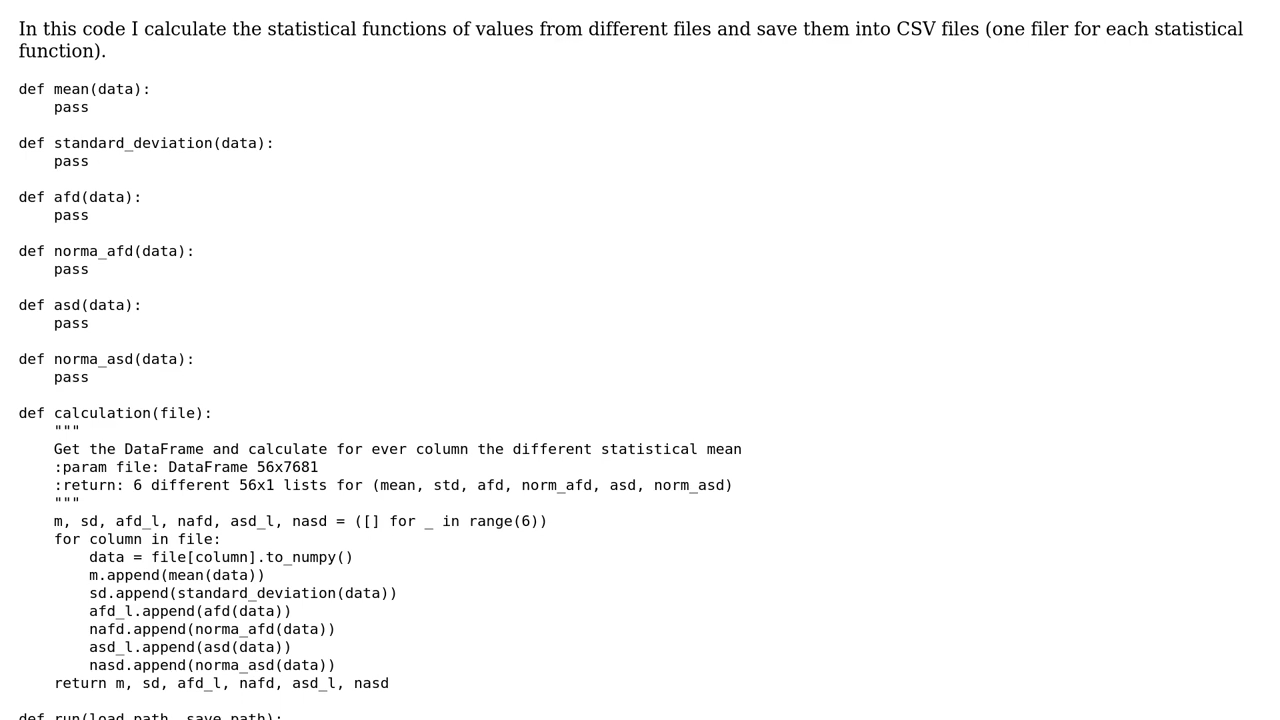 In this code I calculate the statistical functions of values from different files and save them into CSV files (one filer for each statistical
function).
def mean(data):
    pass
def standard_deviation(data):
    pass
def afd(data):
    pass
def norma_afd(data):
    pass
def asd(data):
    pass
def norma_asd(data):
    pass
def calculation(file):
    """
    Get the DataFrame and calculate for ever column the different statistical mean
    :param file: DataFrame 56x7681
    :return: 6 different 56x1 lists for (mean, std, afd, norm_afd, asd, norm_asd)
    """
    m, sd, afd_l, nafd, asd_l, nasd = ([] for _ in range(6))
    for column in file:
        data = file[column].to_numpy()
        m.append(mean(data))
        sd.append(standard_deviation(data))
        afd_l.append(afd(data))
        nafd.append(norma_afd(data))
        asd_l.append(asd(data))
        nasd.append(norma_asd(data))
    return m, sd, afd_l, nafd, asd_l, nasd
def run(load_path, save_path):